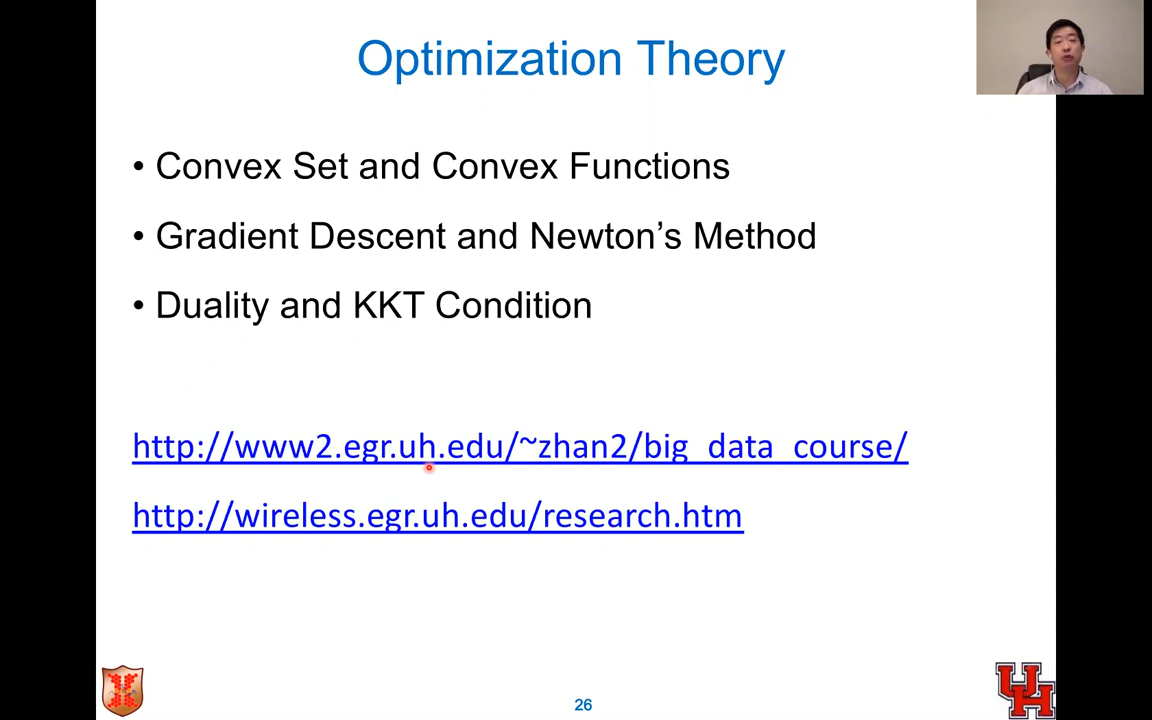 Optimization Theory
• Convex Set and Convex Functions
• Gradient Descent and Newton’s Method
• Duality and KKT Condition
http://www2.egr.uh.edu/~zhan2/big_data_course/
http://wireless.egr.uh.edu/research.htm
26
UH